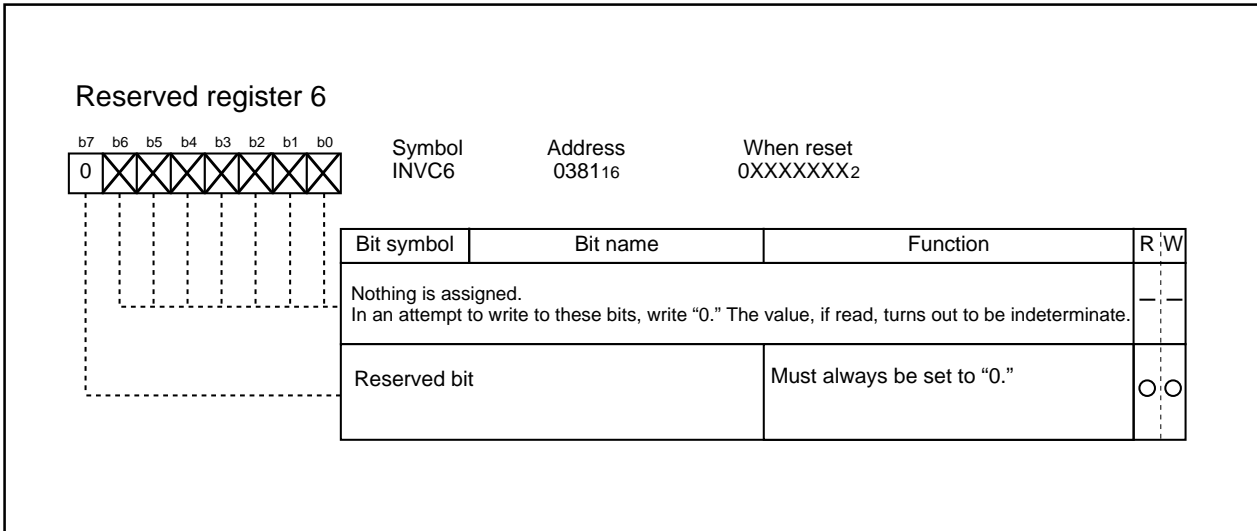 Reserved register 6
b7 b6 b5 b4 b3 b2 b1 b0
0
Symbol Address When reset
INVC6 038116 0XXXXXXX2
Bit symbol Bit name Function R W
Nothing is assigned.
In an attempt to write to these bits, write “0.” The value, if read, turns out to be indeterminate.
— —
Reserved bit Must always be set to “0.”